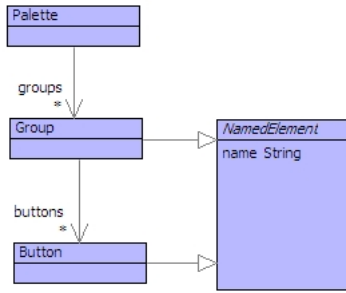 Palette
groups
*
Group
NamedElement
name String
buttons
*
Button